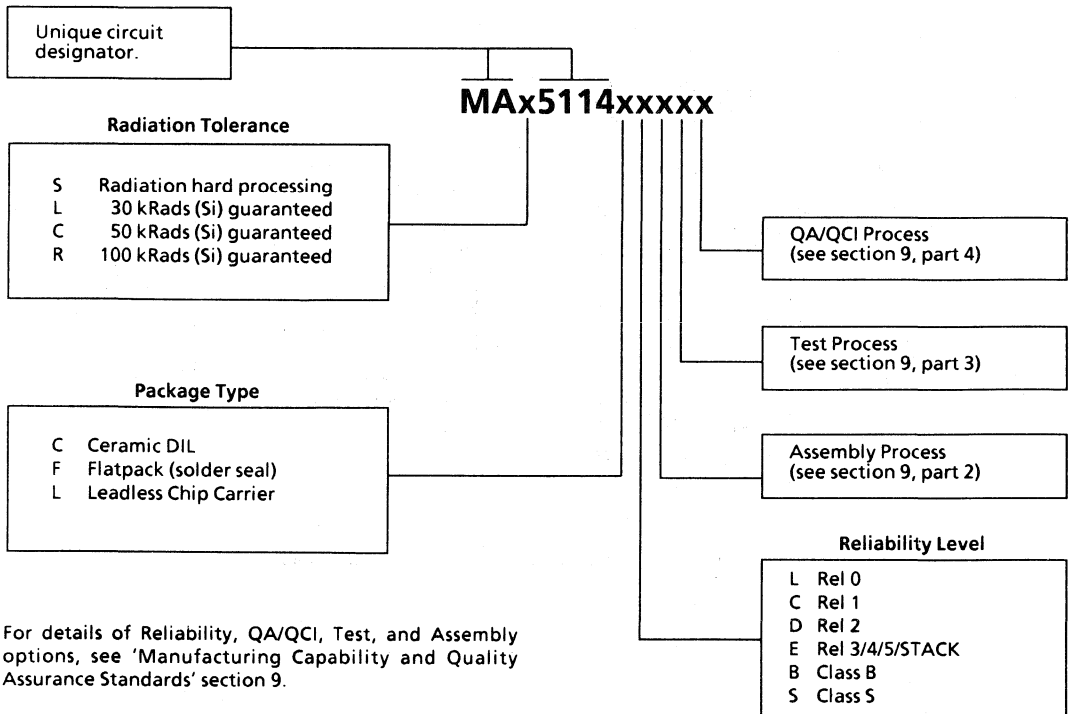 Unique circuit
designator.
MAx5114xxxxx
Radiation Tolerance
S Radiation hard processing
L 30 kRads (Si) guaranteed
C 50 kRads (Si) guaranteed
R 100 kRads (Si) guaranteed
QA/QCI Process
(see section 9, part 4)
Test Process
(see section 9, part 3)
Package Type
C Ceramic DIL
F Flatpack (solder seal)
L Leadless Chip Carrier
Assembly Process
(see section 9, part 2)
Reliability Level
L Rel 0
C Rel 1
D Rel 2
E Rel 3/4/5/STACK
B Class B
S Class S
For details of Reliability, QA/QCI, Test, and Assembly
options, see 'Manufacturing Capability and Quality
Assurance Standards' section 9.